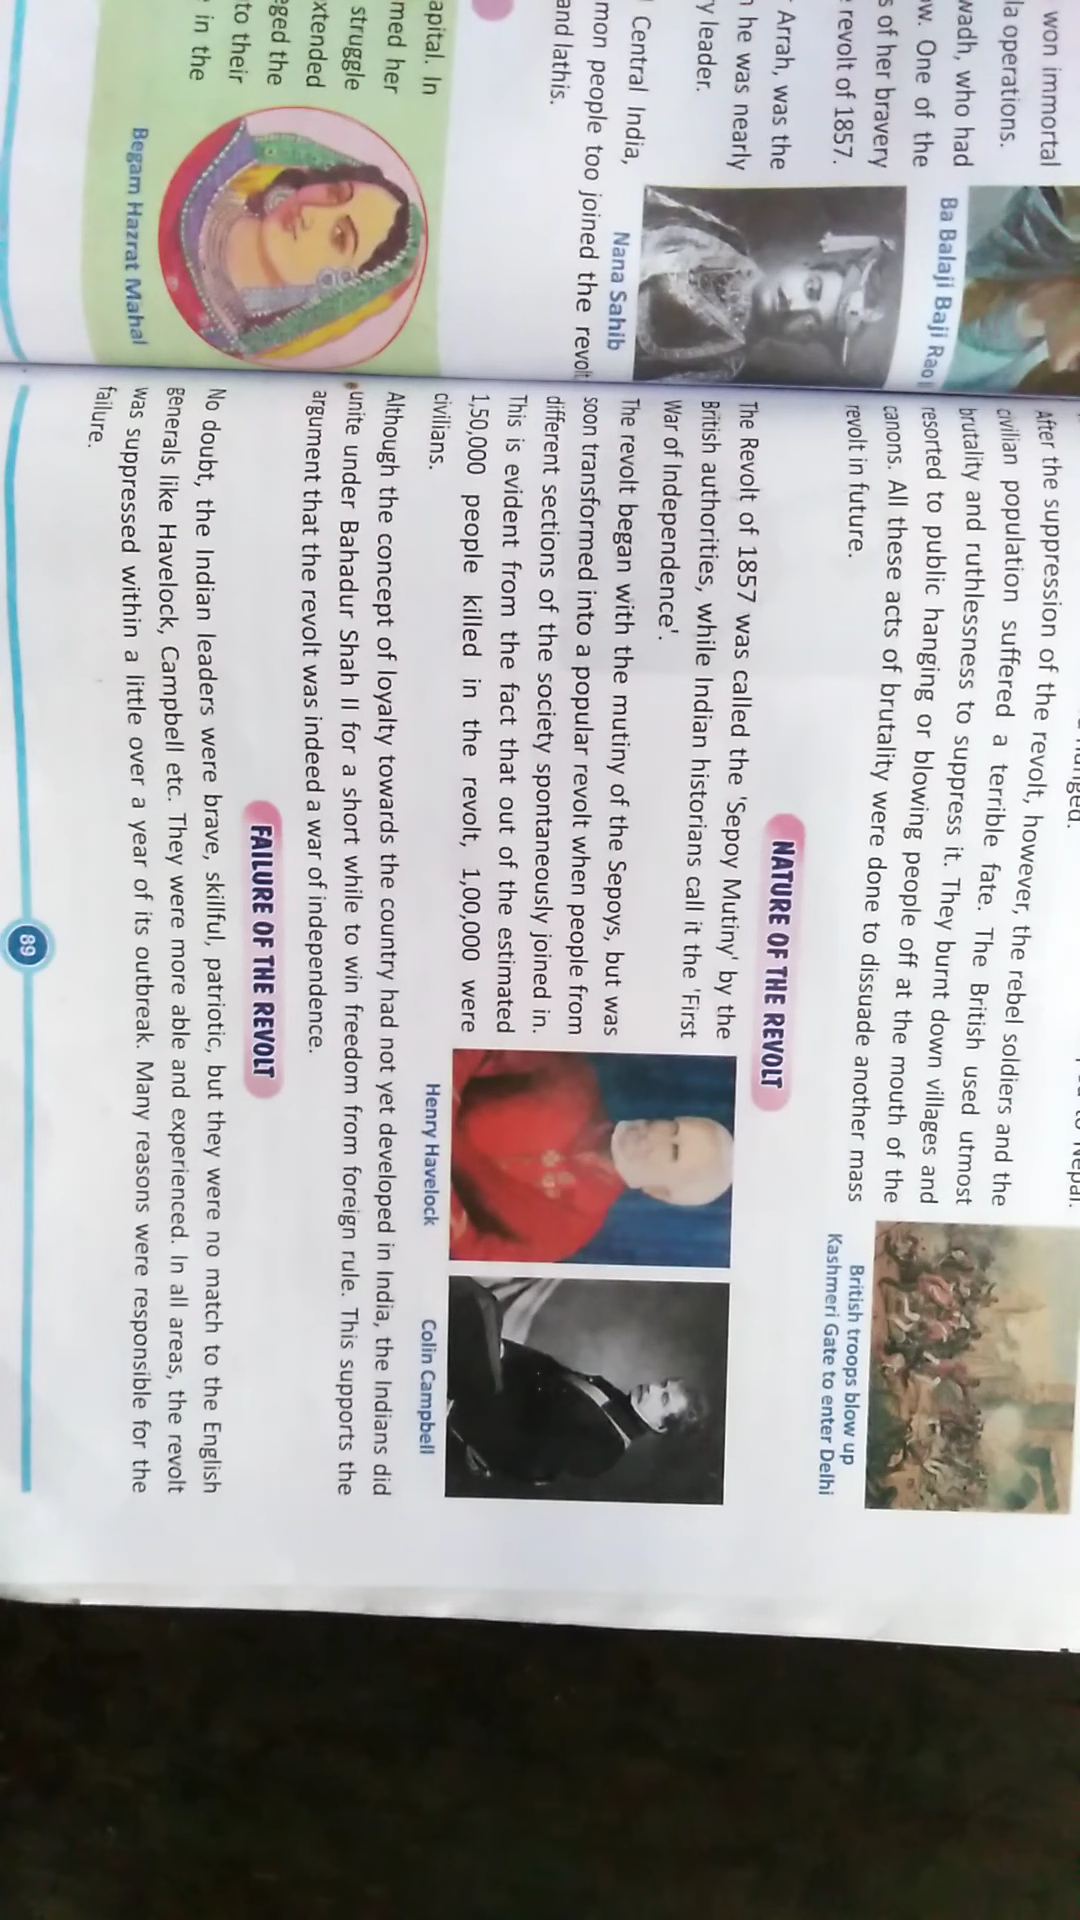 won immortal
la operations.
wadh, who had
w. One of the
s of her bravery
revolt of 1857.
Arrah, was the
he was nearly
y leader.
Central India,
mon people too joined the revolt
and lathis.
Ba Balaji Baji Rao
Nana Sahib
apital. In
med her
struggle
xtended
eged the
to their
in the
Begam Hazrat Mahal
Nepal.
After the suppression of the revolt, however, the rebel soldiers and the
civilian population suffered a terrible fate. The British used utmost
brutality and ruthlessness to suppress it. They burnt down villages and
resorted to public hanging or blowing people off at the mouth of the
canons. All these acts of brutality were done to dissuade another mass
revolt in future.
British troops blow up
Kashmeri Gate to enter Delhi
NATURE OF THE REVOLT
The Revolt of 1857 was called the 'Sepoy Mutiny' by the
British authorities, while Indian historians call it the 'First
War of Independence'.
The revolt began with the mutiny of the Sepoys, but was
soon transformed into a popular revolt when people from
different sections of the society spontaneously joined in.
This is evident from the fact that out of the estimated
1,50,000 people killed in the revolt, 1,00,000 were
civilians.
Henry Havelock
Colin Campbell
Although the concept of loyalty towards the country had not yet developed in India, the Indians did
unite under Bahadur Shah II for a short while to win freedom from foreign rule. This supports the
argument that the revolt was indeed a war of independence.
FAILURE OF THE REVOLT
No doubt, the Indian leaders were brave, skillful, patriotic, but they were no match to the English
generals like Havelock, Campbell etc. They were more able and experienced. In all areas, the revolt
was suppressed within a little over a year of its outbreak. Many reasons were responsible for the
failure.
89